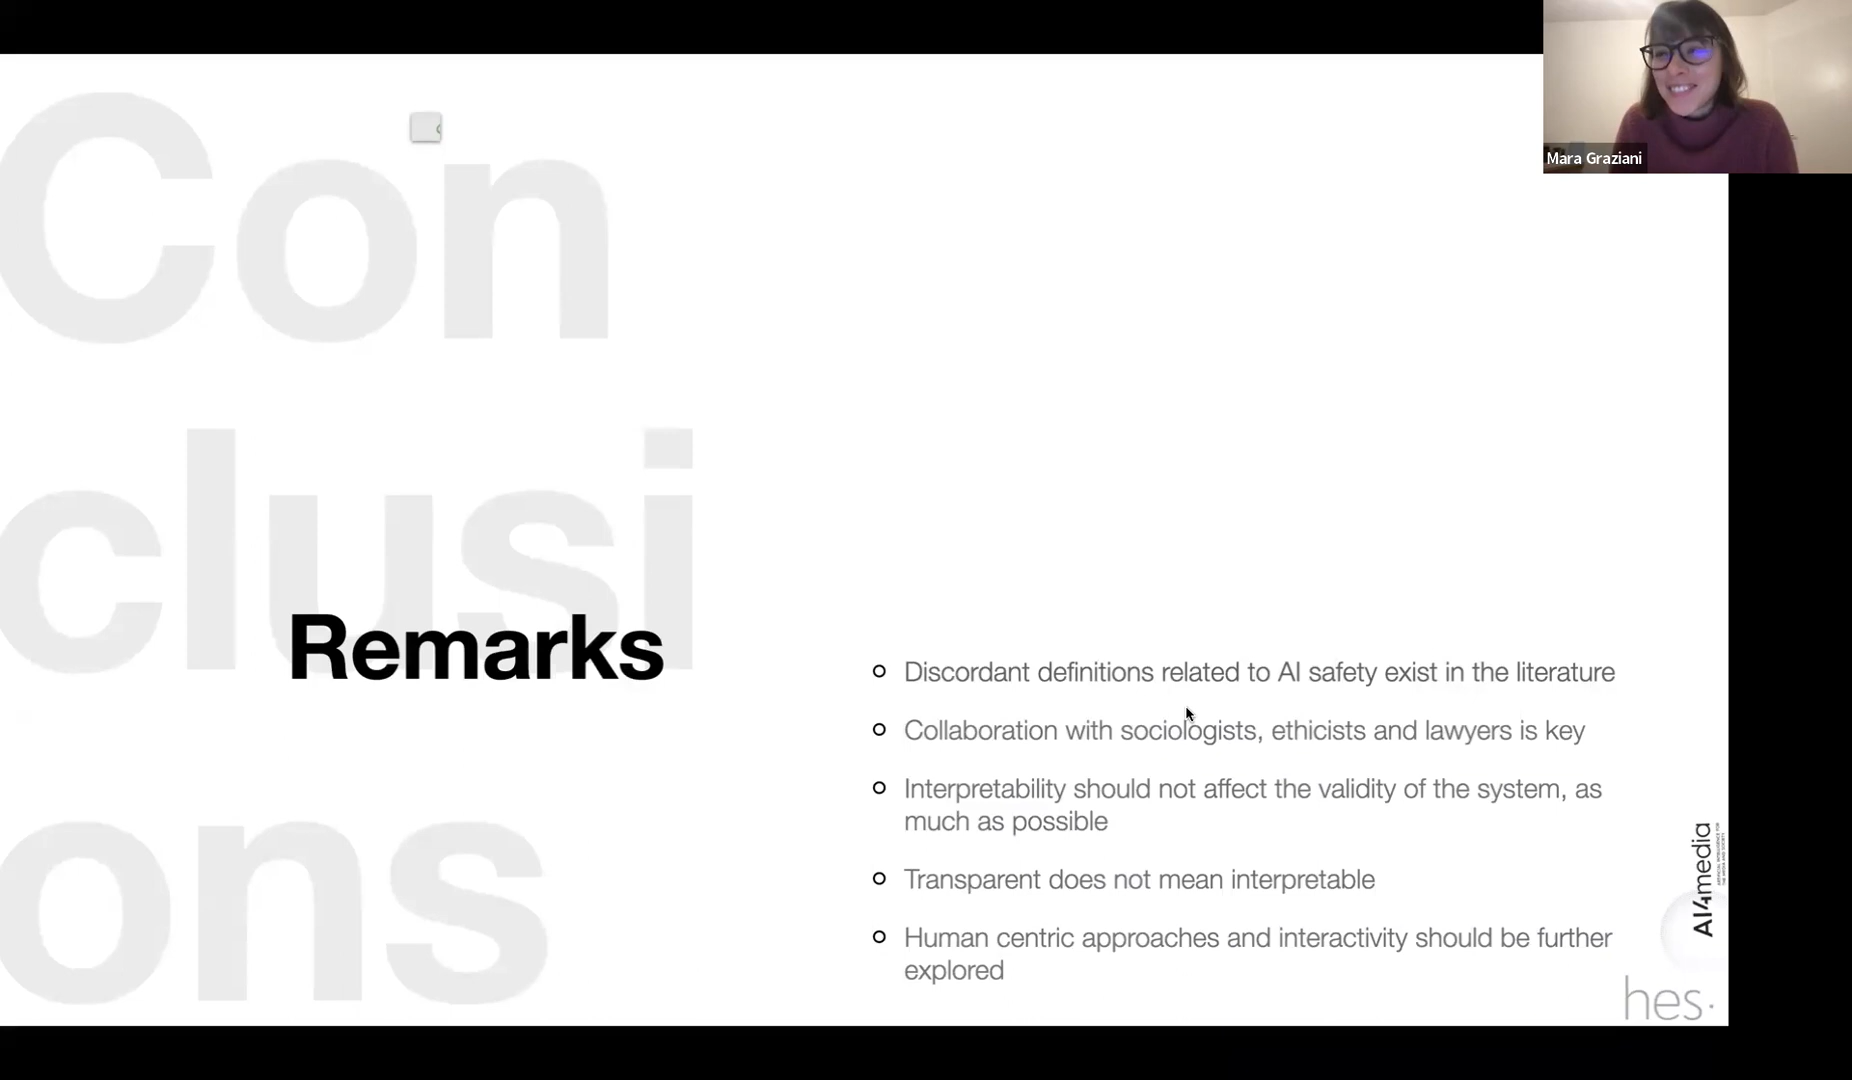 Mara Graziani
Con
clusi
ons
Remarks
Discordant definitions related to AI safety exist in the literature
Collaboration with sociologists, ethicists and lawyers is key
Interpretability should not affect the validity of the system, as
much as possible
Transparent does not mean interpretable
Human centric approaches and interactivity should be further
explored
AI4media
hes.